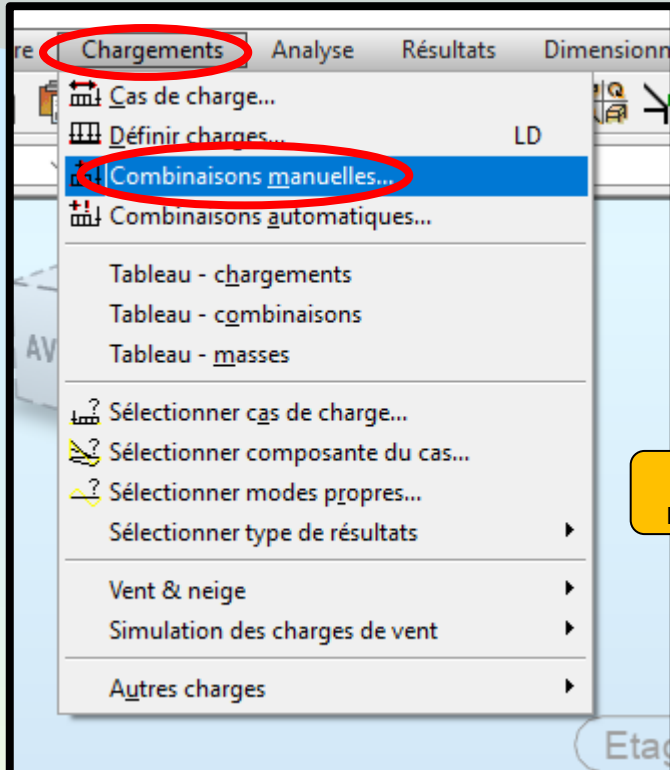 re Chargements Analyse Résultats Dimensionn
Cas de charge...
Définir charges... LD
Combinaisons manuelles...
Combinaisons automatiques...
Tableau - chargements
Tableau - combinaisons
Tableau - masses
AV
Sélectionner cas de charge...
Sélectionner composante du cas...
Sélectionner modes propres...
Sélectionner type de résultats
Vent & neige
Simulation des charges de vent
Autres charges
Etag